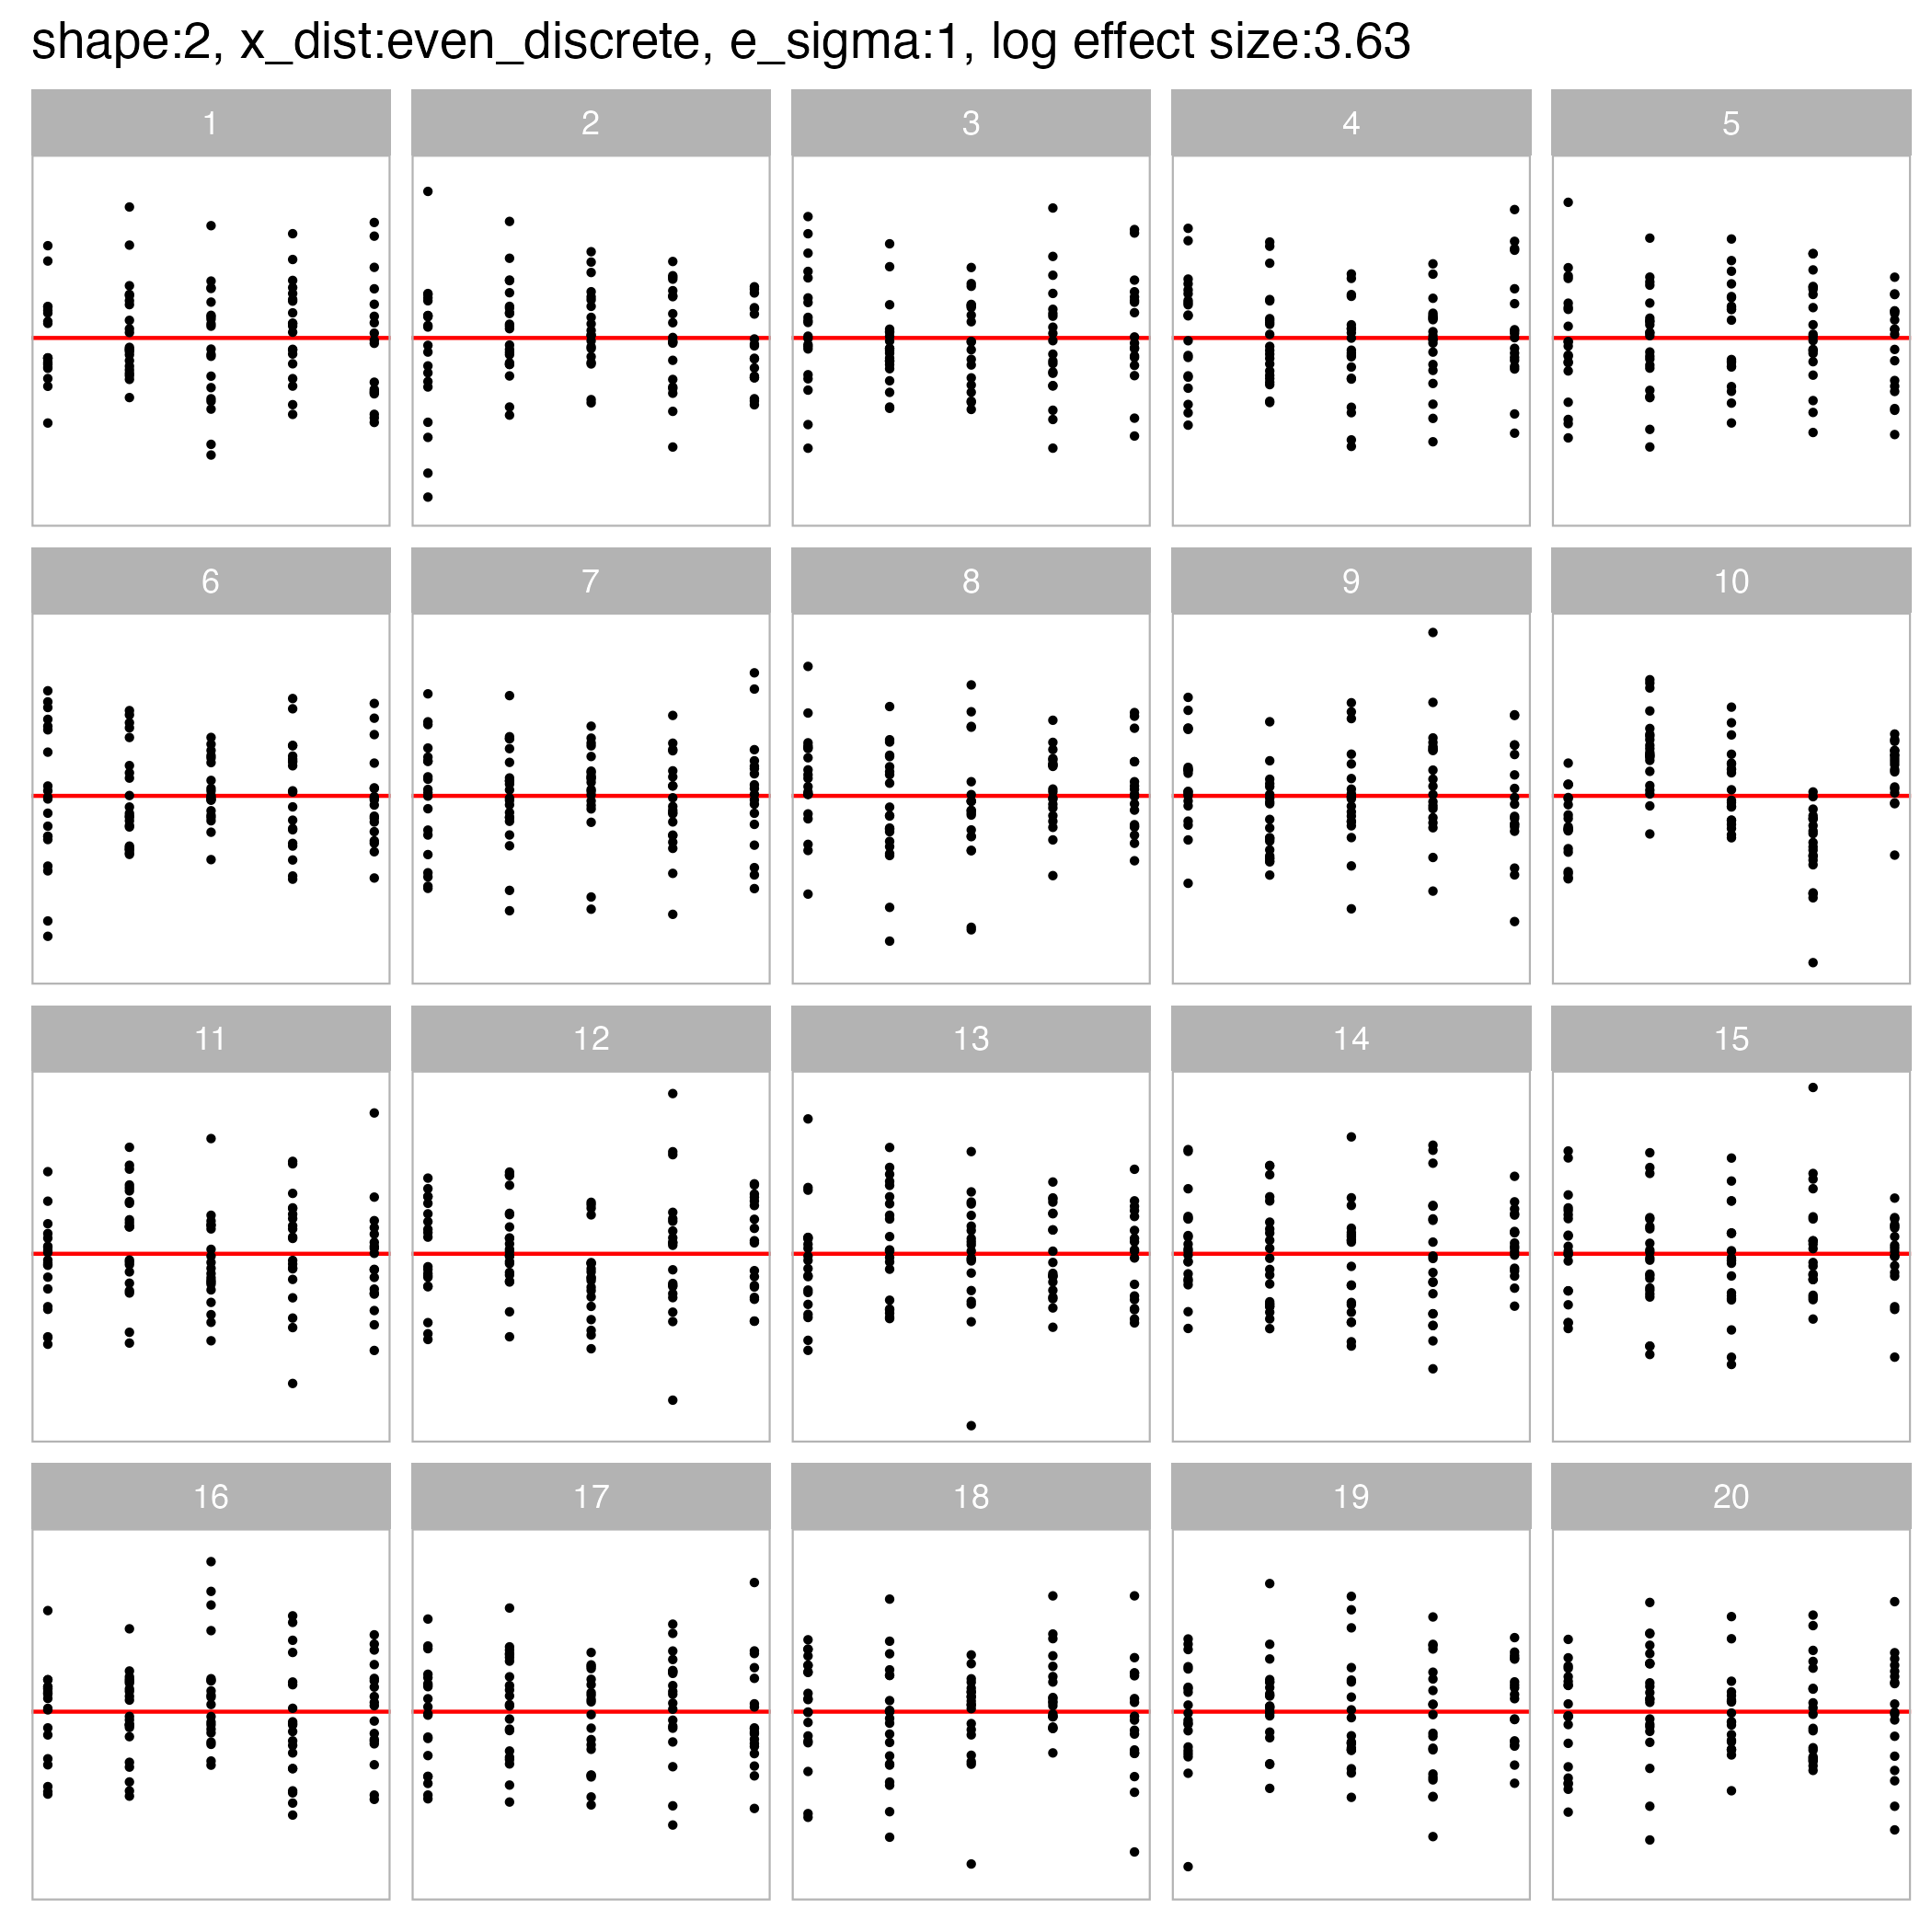 shape:2, x_dist:even_discrete, e_sigma:1, log effect size:3.63
1 2 3 4 5
6 7 8 9 10
11 12 13 14 15
16 17 18 19 20